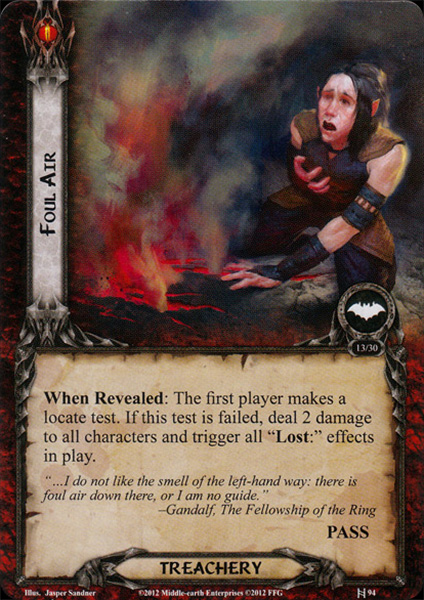 FOUL AIR
13/30
When Revealed: The first player makes a
locate test. If this test is failed, deal 2 damage
to all characters and trigger all “Lost:” effects
in play.
“…I do not like the smell of the left-hand way: there is
foul air down there, or I am no guide.”
–Gandalf, The Fellowship of the Ring
PASS
TREACHERY
Illus. Jasper Sandner ©2012 Middle-earth Enterprises ©2012 FFG 94